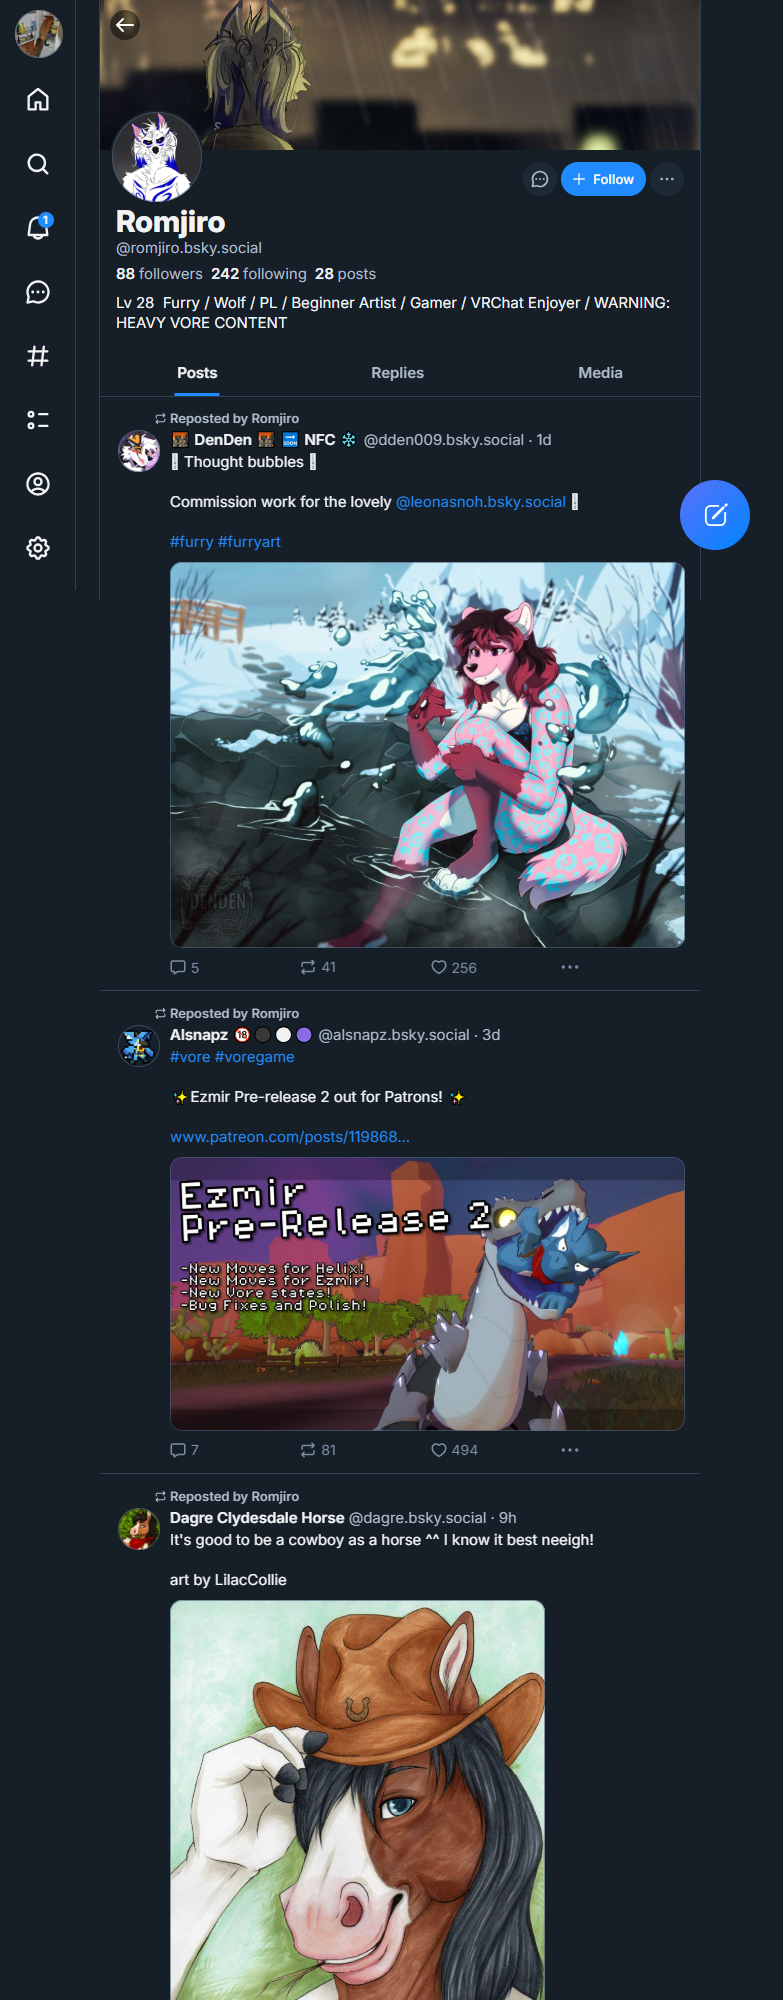 Follow
Romjiro
@romjiro.bsky.social
88 followers 242 following 28 posts
Lv 28 Furry / Wolf / PL / Beginner Artist / Gamer / VRChat Enjoyer / WARNING:
HEAVY VORE CONTENT
Posts Replies Media
1
Reposted by Romjiro
DenDen NFC @dden009.bsky.social · 1d
Thought bubbles
Commission work for the lovely @leonasnoh.bsky.social
#furry #furryart
DENDEN
5 41 256
Reposted by Romjiro
Alsnapz 🔞 @alsnapz.bsky.social · 3d
#vore #voregame
✨Ezmir Pre-release 2 out for Patrons! ✨
www.patreon.com/posts/119868...
Ezmir
Pre-Release 2
-New Moves for Helix!
-New Moves for Ezmir!
-New Vore states!
-Bug Fixes and Polish!
7 81 494
Reposted by Romjiro
Dagre Clydesdale Horse @dagre.bsky.social · 9h
It's good to be a cowboy as a horse ^^ I know it best neeigh!
art by LilacCollie